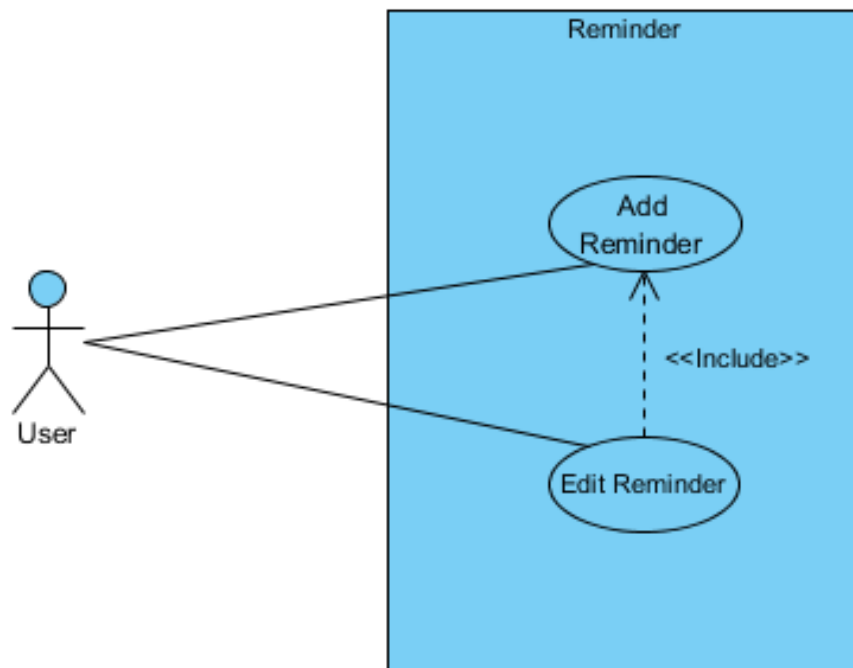 Reminder
Add
Reminder
<<Include>>
User
Edit Reminder